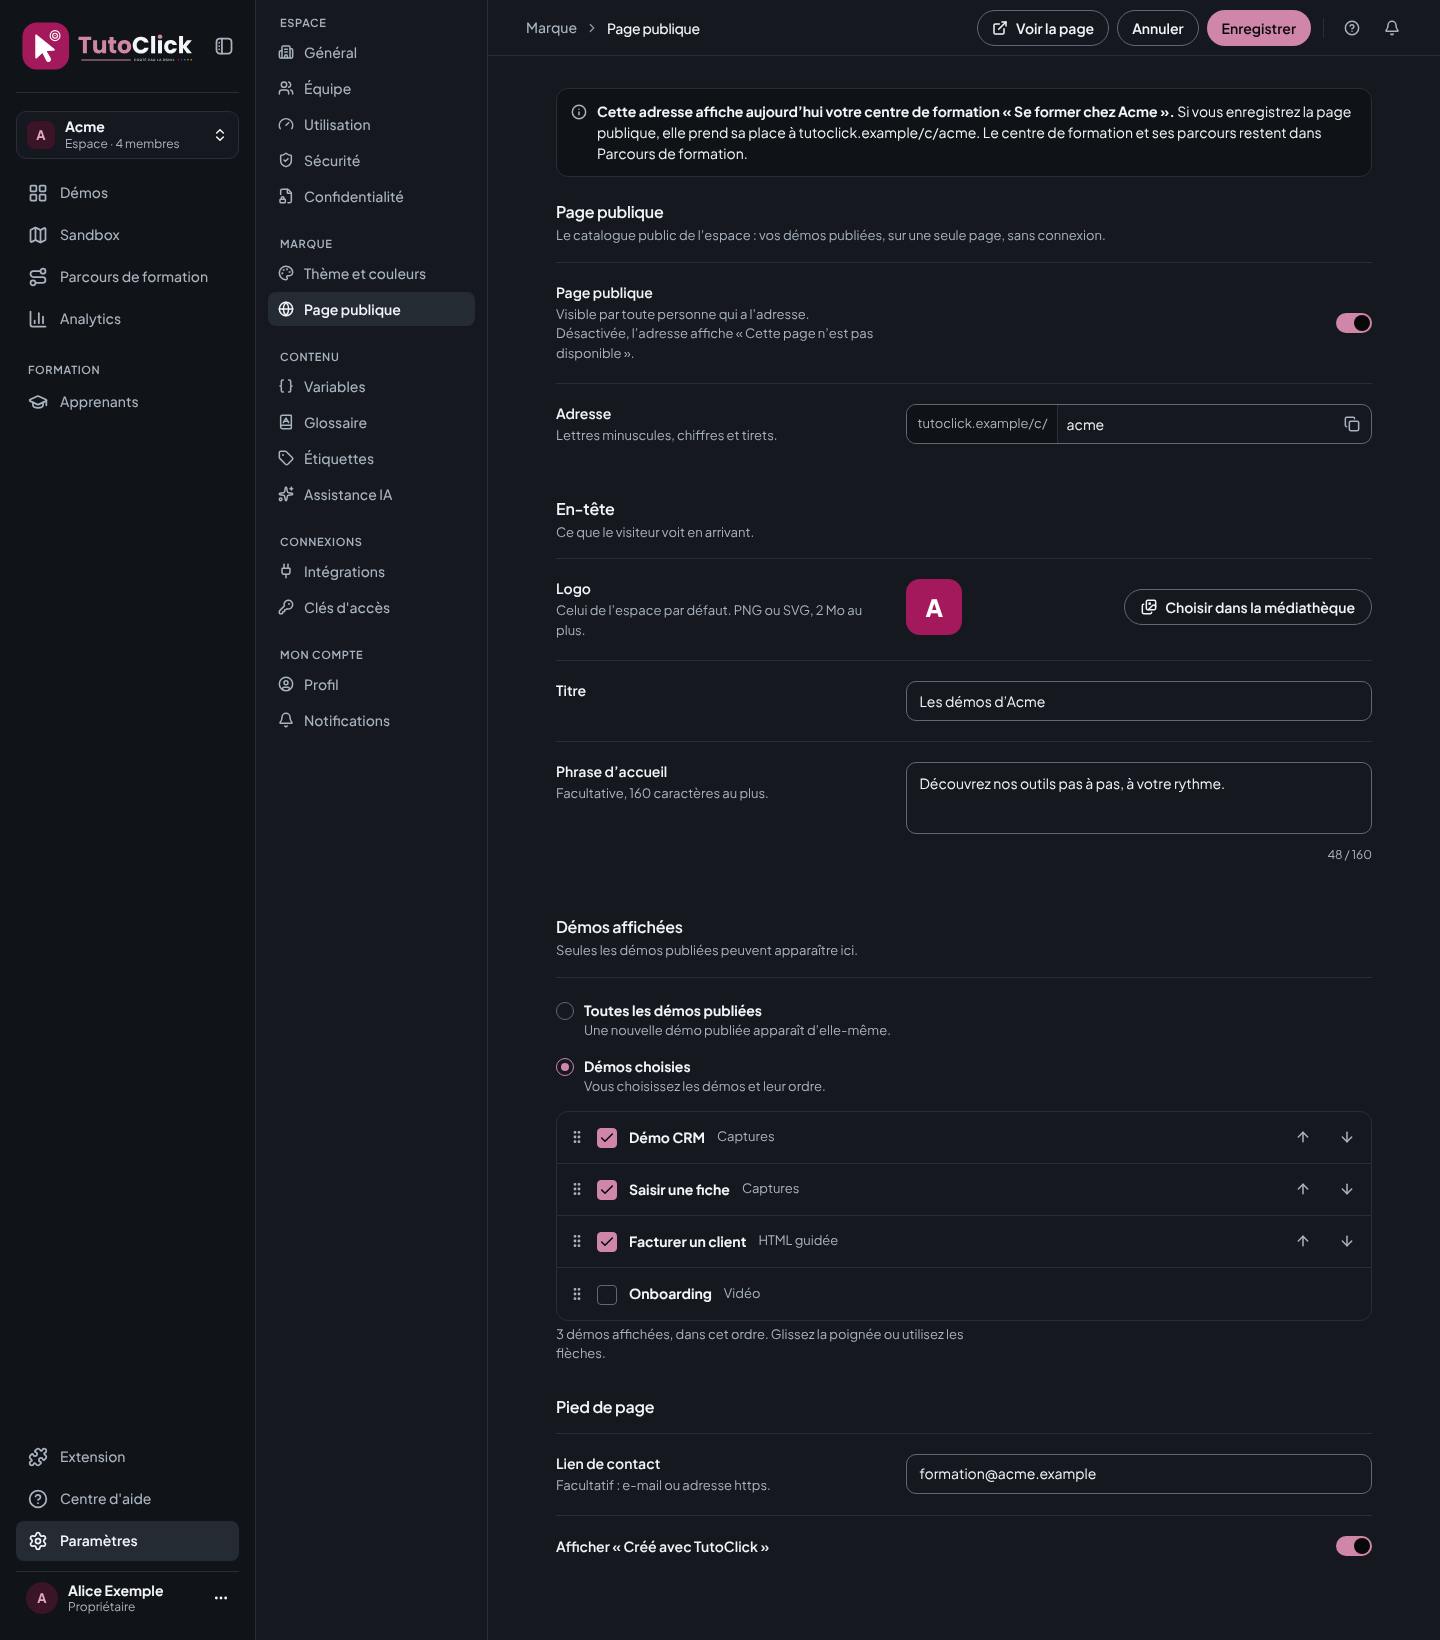 TutoClick
Acme
A
Espace · 4 membres
Démos
Sandbox
Parcours de formation
Analytics
FORMATION
Apprenants
Extension
Centre d'aide
Paramètres
A
Alice Exemple
Propriétaire
ESPACE
Général
Équipe
Utilisation
Sécurité
Confidentialité
MARQUE
Thème et couleurs
Page publique
CONTENU
Variables
Glossaire
Étiquettes
Assistance IA
CONNEXIONS
Intégrations
Clés d'accès
MON COMPTE
Profil
Notifications
Marque
Page publique
Voir la page
Annuler
Enregistrer
Cette adresse affiche aujourd’hui votre centre de formation « Se former chez Acme ». Si vous enregistrez la page
publique, elle prend sa place à tutoclick.example/c/acme. Le centre de formation et ses parcours restent dans
Parcours de formation.
Page publique
Le catalogue public de l’espace : vos démos publiées, sur une seule page, sans connexion.
Page publique
Visible par toute personne qui a l’adresse.
Désactivée, l’adresse affiche « Cette page n’est pas
disponible ».
Adresse
Lettres minuscules, chiffres et tirets.
tutoclick.example/c/
acme
En-tête
Ce que le visiteur voit en arrivant.
Logo
Celui de l’espace par défaut. PNG ou SVG, 2 Mo au
plus.
A
Choisir dans la médiathèque
Titre
Les démos d’Acme
Phrase d’accueil
Facultative, 160 caractères au plus.
Découvrez nos outils pas à pas, à votre rythme.
48 / 160
Démos affichées
Seules les démos publiées peuvent apparaître ici.
Toutes les démos publiées
Une nouvelle démo publiée apparaît d’elle-même.
Démos choisies
Vous choisissez les démos et leur ordre.
Démo CRM Captures
Saisir une fiche Captures
Facturer un client HTML guidée
Onboarding Vidéo
3 démos affichées, dans cet ordre. Glissez la poignée ou utilisez les
flèches.
Pied de page
Lien de contact
Facultatif : e-mail ou adresse https.
formation@acme.example
Afficher « Créé avec TutoClick »